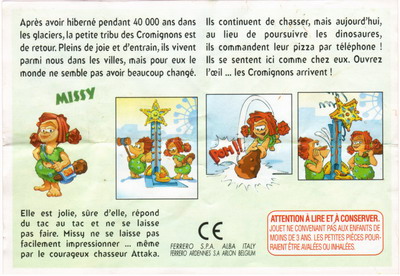 Après avoir hiberné pendant 40 000 ans dans
les glaciers, la petite tribu des Cromignons est
de retour. Pleins de joie et d'entrain, ils vivent
parmi nous dans les villes, mais pour eux le
monde ne semble pas avoir beaucoup changé.
Ils continuent de chasser, mais aujourd'hui,
au lieu de poursuivre les dinosaures,
ils commandent leur pizza par téléphone !
Ils se sentent ici comme chez eux. Ouvrez
l'œil ... les Cromignons arrivent !
MISSY
POM!!
Elle est jolie, sûre d'elle, répond
du tac au tac et ne se laisse
pas faire. Missy ne se laisse pas
facilement impressionner ... même
par le courageux chasseur Attaka.
CE
FERRERO S.P.A. ALBA ITALY
FERRERO ARDENNES S.A ARLON BELGIUM
ATTENTION À LIRE ET À CONSERVER.
JOUET NE CONVENANT PAS AUX ENFANTS DE
MOINS DE 3 ANS. LES PETITES PIÈCES POUR-
RAIENT ÊTRE AVALÉES OU INHALÉES.